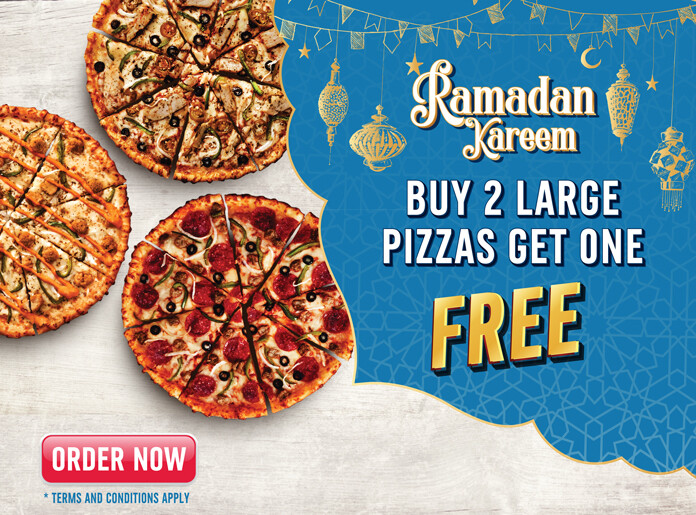 Ramadan
Kareem
BUY 2 LARGE
PIZZAS GET ONE
FREE
ORDER NOW
* TERMS AND CONDITIONS APPLY